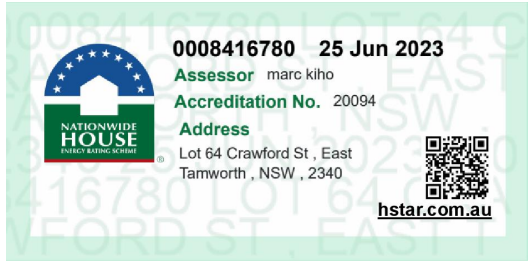 0008416780 25 Jun 2023
Assessor marc kiho
Accreditation No. 20094
Address
Lot 64 Crawford St , East
Tamworth , NSW , 2340
NATIONWIDE
HOUSE
ENERGY RATING SCHEME
®
hstar.com.au